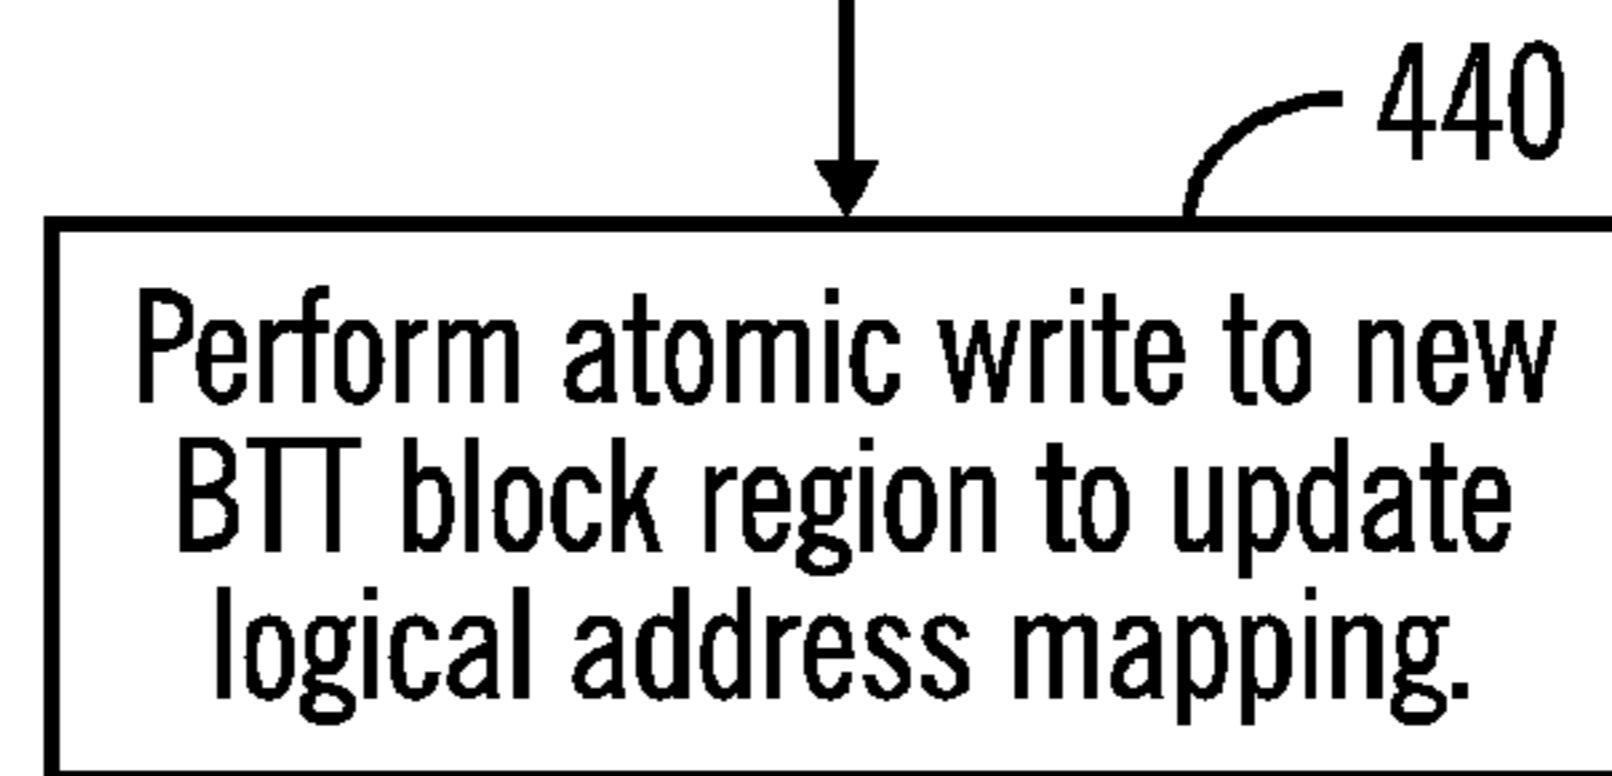 440
Perform atomic write to new
BTT block region to update
logical address mapping.